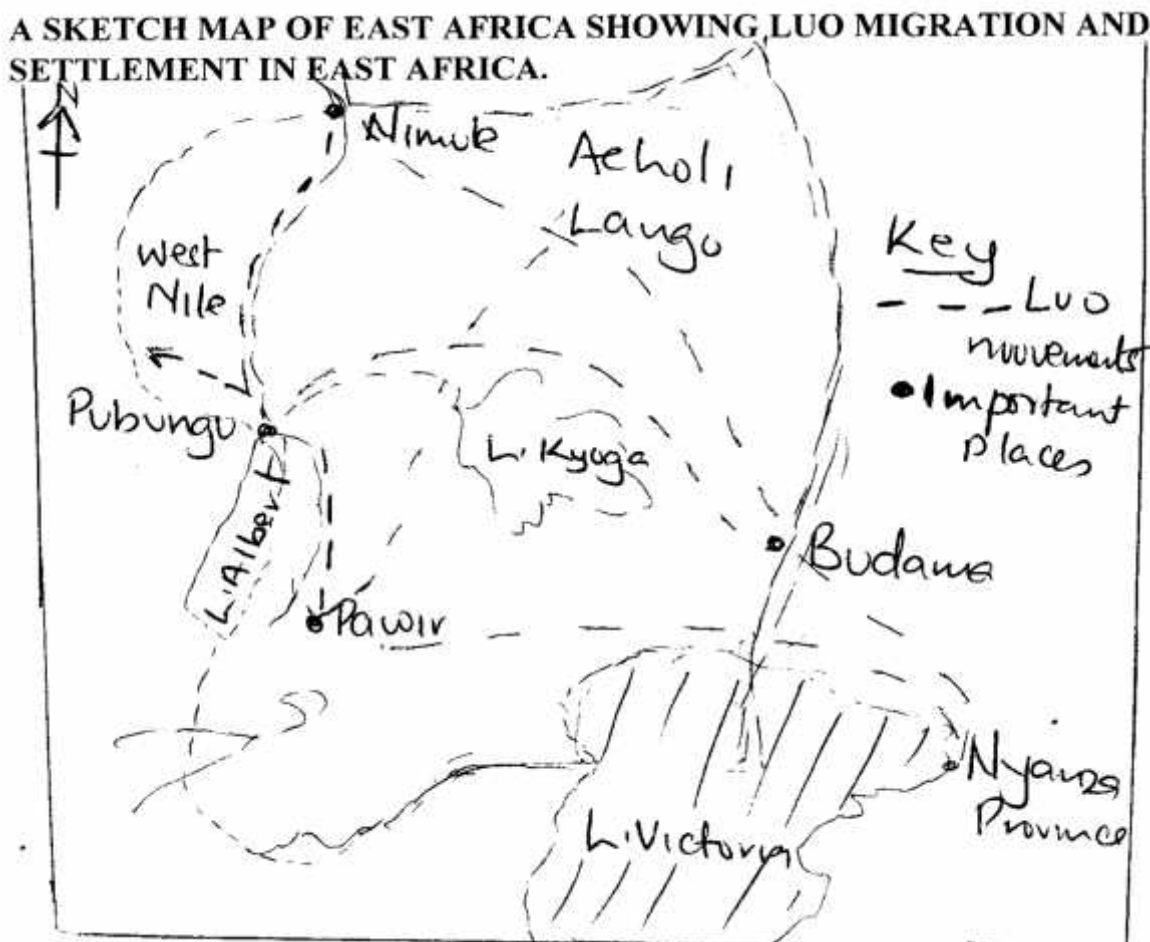 A SKETCH MAP OF EAST AFRICA SHOWING LUO MIGRATION AND
SETTLEMENT IN EAST AFRICA.
N
Nimule
Acholi
Lango
West
Nile
Key
Luo
movements
Important
Places
Pubungu
L. Kyoga
L. Albert
Budama
Pawir
Nyanza
Province
L. Victoria